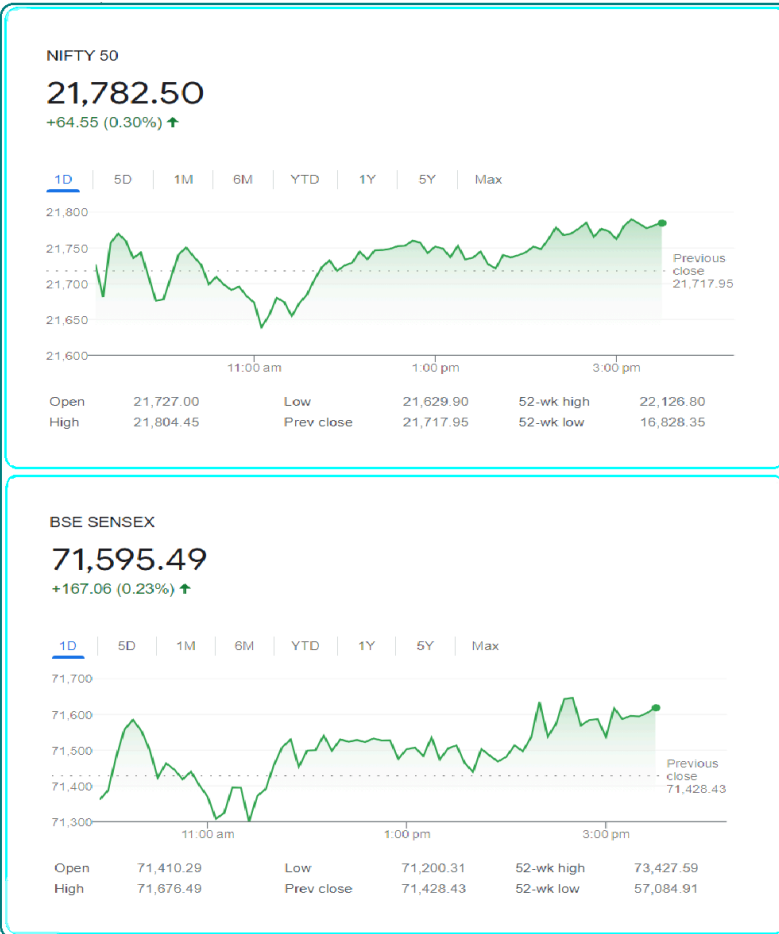 NIFTY 50
21,782.50
+64.55 (0.30%) ↑
1D 5D 1M 6M YTD 1Y 5Y Max
21,800
21,750
21,700
21,650
21,600
Previous
close
21,717.95
11:00 am 1:00 pm 3:00 pm
Open 21,727.00 Low 21,629.90 52-wk high 22,126.80
High 21,804.45 Prev close 21,717.95 52-wk low 16,828.35
BSE SENSEX
71,595.49
+167.06 (0.23%) ↑
1D 5D 1M 6M YTD 1Y 5Y Max
71,700
71,600
71,500
71,400
71,300
Previous
close
71,428.43
11:00 am 1:00 pm 3:00 pm
Open 71,410.29 Low 71,200.31 52-wk high 73,427.59
High 71,676.49 Prev close 71,428.43 52-wk low 57,084.91